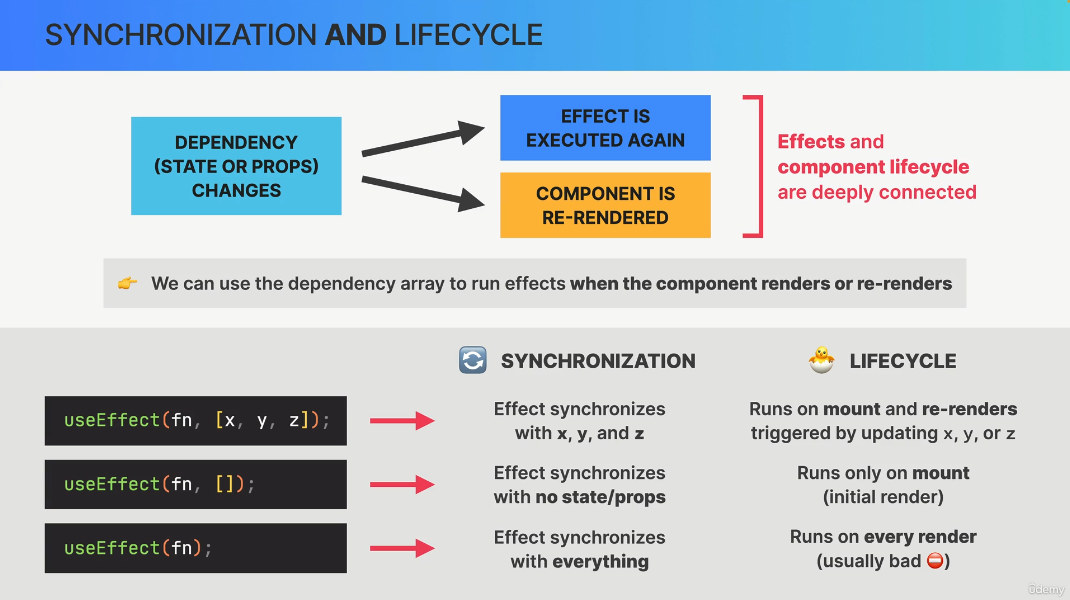 SYNCHRONIZATION AND LIFECYCLE
DEPENDENCY
(STATE OR PROPS)
CHANGES
EFFECT IS
EXECUTED AGAIN
COMPONENT IS
RE-RENDERED
Effects and
component lifecycle
are deeply connected
👉 We can use the dependency array to run effects when the component renders or re-renders
🔄 SYNCHRONIZATION
🐣 LIFECYCLE
useEffect(fn, [x, y, z]);
Effect synchronizes
with x, y, and z
Runs on mount and re-renders
triggered by updating x, y, or z
useEffect(fn, []);
Effect synchronizes
with no state/props
Runs only on mount
(initial render)
useEffect(fn);
Effect synchronizes
with everything
Runs on every render
(usually bad ⛔)
ûdemy